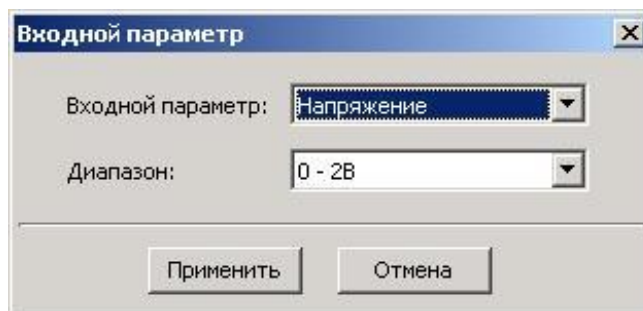 Входной параметр
Входной параметр: Напряжение
Диапазон: 0 - 2В
Применить Отмена